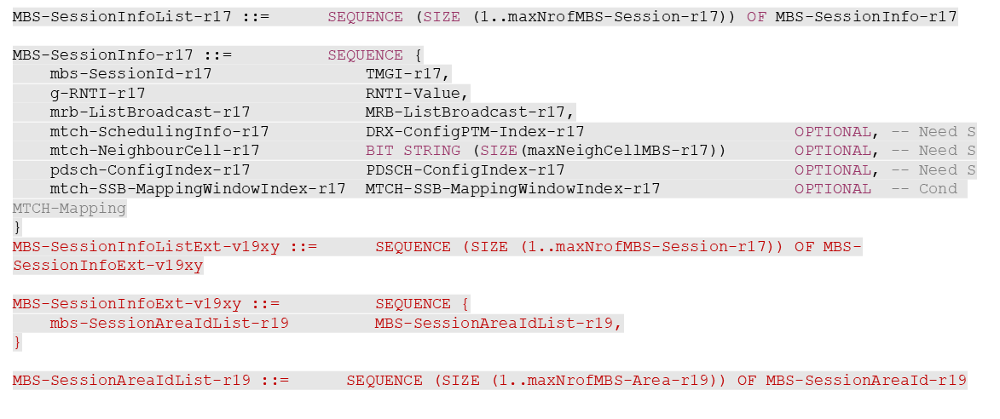 MBS-SessionInfoList-r17 ::= SEQUENCE (SIZE (1..maxNrofMBS-Session-r17)) OF MBS-SessionInfo-r17
MBS-SessionInfo-r17 ::= SEQUENCE {
mbs-SessionId-r17 TMGI-r17,
g-RNTI-r17 RNTI-Value,
mrb-ListBroadcast-r17 MRB-ListBroadcast-r17,
mtch-SchedulingInfo-r17 DRX-ConfigPTM-Index-r17 OPTIONAL, -- Need S
mtch-NeighbourCell-r17 BIT STRING (SIZE(maxNeighCellMBS-r17)) OPTIONAL, -- Need S
pdsch-ConfigIndex-r17 PDSCH-ConfigIndex-r17 OPTIONAL, -- Need S
mtch-SSB-MappingWindowIndex-r17 MTCH-SSB-MappingWindowIndex-r17 OPTIONAL -- Cond
MTCH-Mapping
}
MBS-SessionInfoListExt-v19xy ::= SEQUENCE (SIZE (1..maxNrofMBS-Session-r17)) OF MBS-
SessionInfoExt-v19xy
MBS-SessionInfoExt-v19xy ::= SEQUENCE {
mbs-SessionAreaIdList-r19 MBS-SessionAreaIdList-r19,
}
MBS-SessionAreaIdList-r19 ::= SEQUENCE (SIZE (1..maxNrofMBS-Area-r19)) OF MBS-SessionAreaId-r19